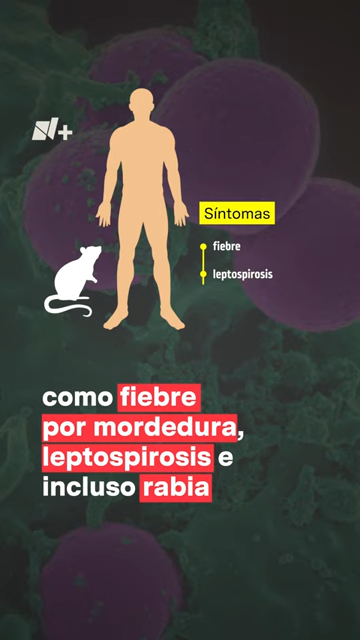 N+
Síntomas
fiebre
leptospirosis
como fiebre
por mordedura,
leptospirosis e
incluso rabia